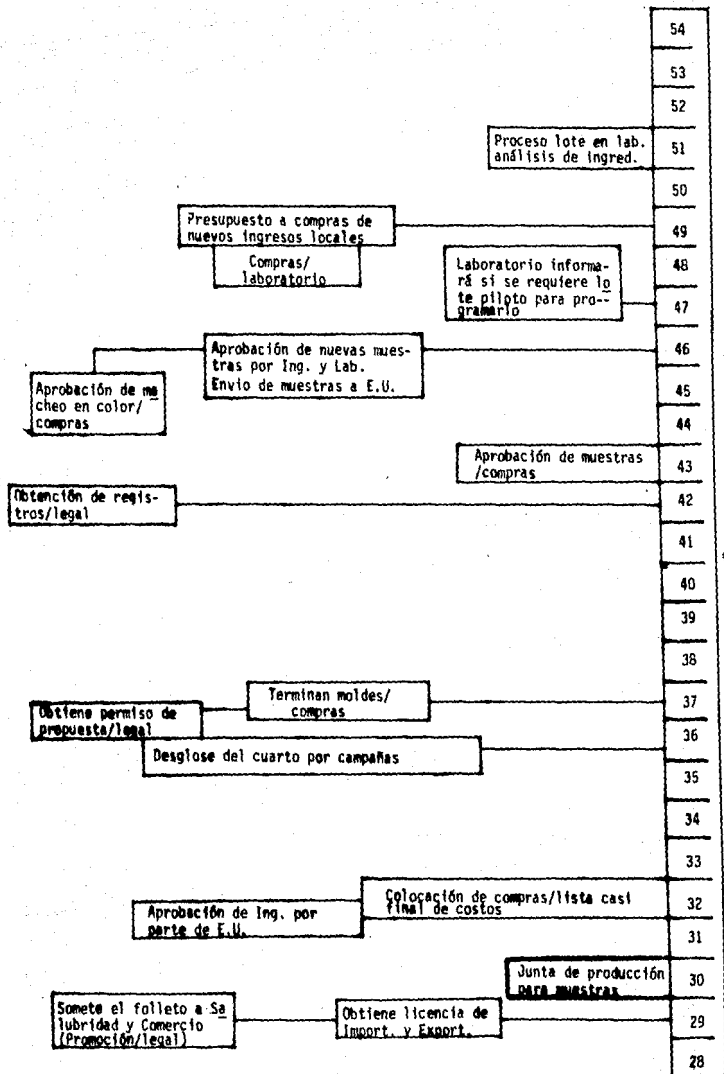 54
53
52
Proceso lote en lab.
análisis de ingred.
51
50
Presupuesto a compras de
nuevos ingresos locales
49
Compras/
laboratorio
Laboratorio informa-
rá si se requiere lo
te piloto para pro--
gramarlo
48
47
Aprobación de nuevas mues-
tras por Ing. y Lab.
Envio de muestras a E.U.
46
Aprobación de ma
cheo en color/
compras
45
44
Aprobación de muestras
/compras
43
Obtención de regis-
tros/legal
42
41
40
39
38
Terminan moldes/
compras
37
Obtiene permiso de
propuesta/legal
36
Desglose del cuarto por campañas
35
34
33
Colocación de compras/lista casi
final de costos
32
Aprobación de Ing. por
parte de E.U.
31
Junta de producción
para muestras
30
Somete el folleto a Sa
lubridad y Comercio
(Promoción/legal)
Obtiene licencia de
Import. y Export.
29
28